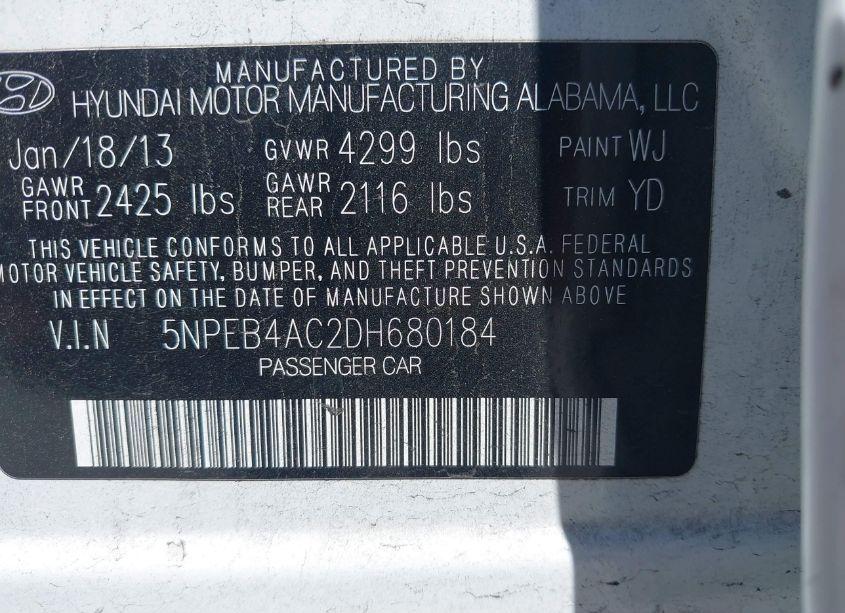 MANUFACTURED BY
HYUNDAI MOTOR MANUFACTURING ALABAMA, LLC
Jan/18/13 GVWR 4299 lbs PAINT WJ
GAWR FRONT 2425 lbs GAWR REAR 2116 lbs TRIM YD
THIS VEHICLE CONFORMS TO ALL APPLICABLE U.S.A. FEDERAL
MOTOR VEHICLE SAFETY, BUMPER, AND THEFT PREVENTION STANDARDS
IN EFFECT ON THE DATE OF MANUFACTURE SHOWN ABOVE
V.I.N 5NPEB4AC2DH680184
PASSENGER CAR